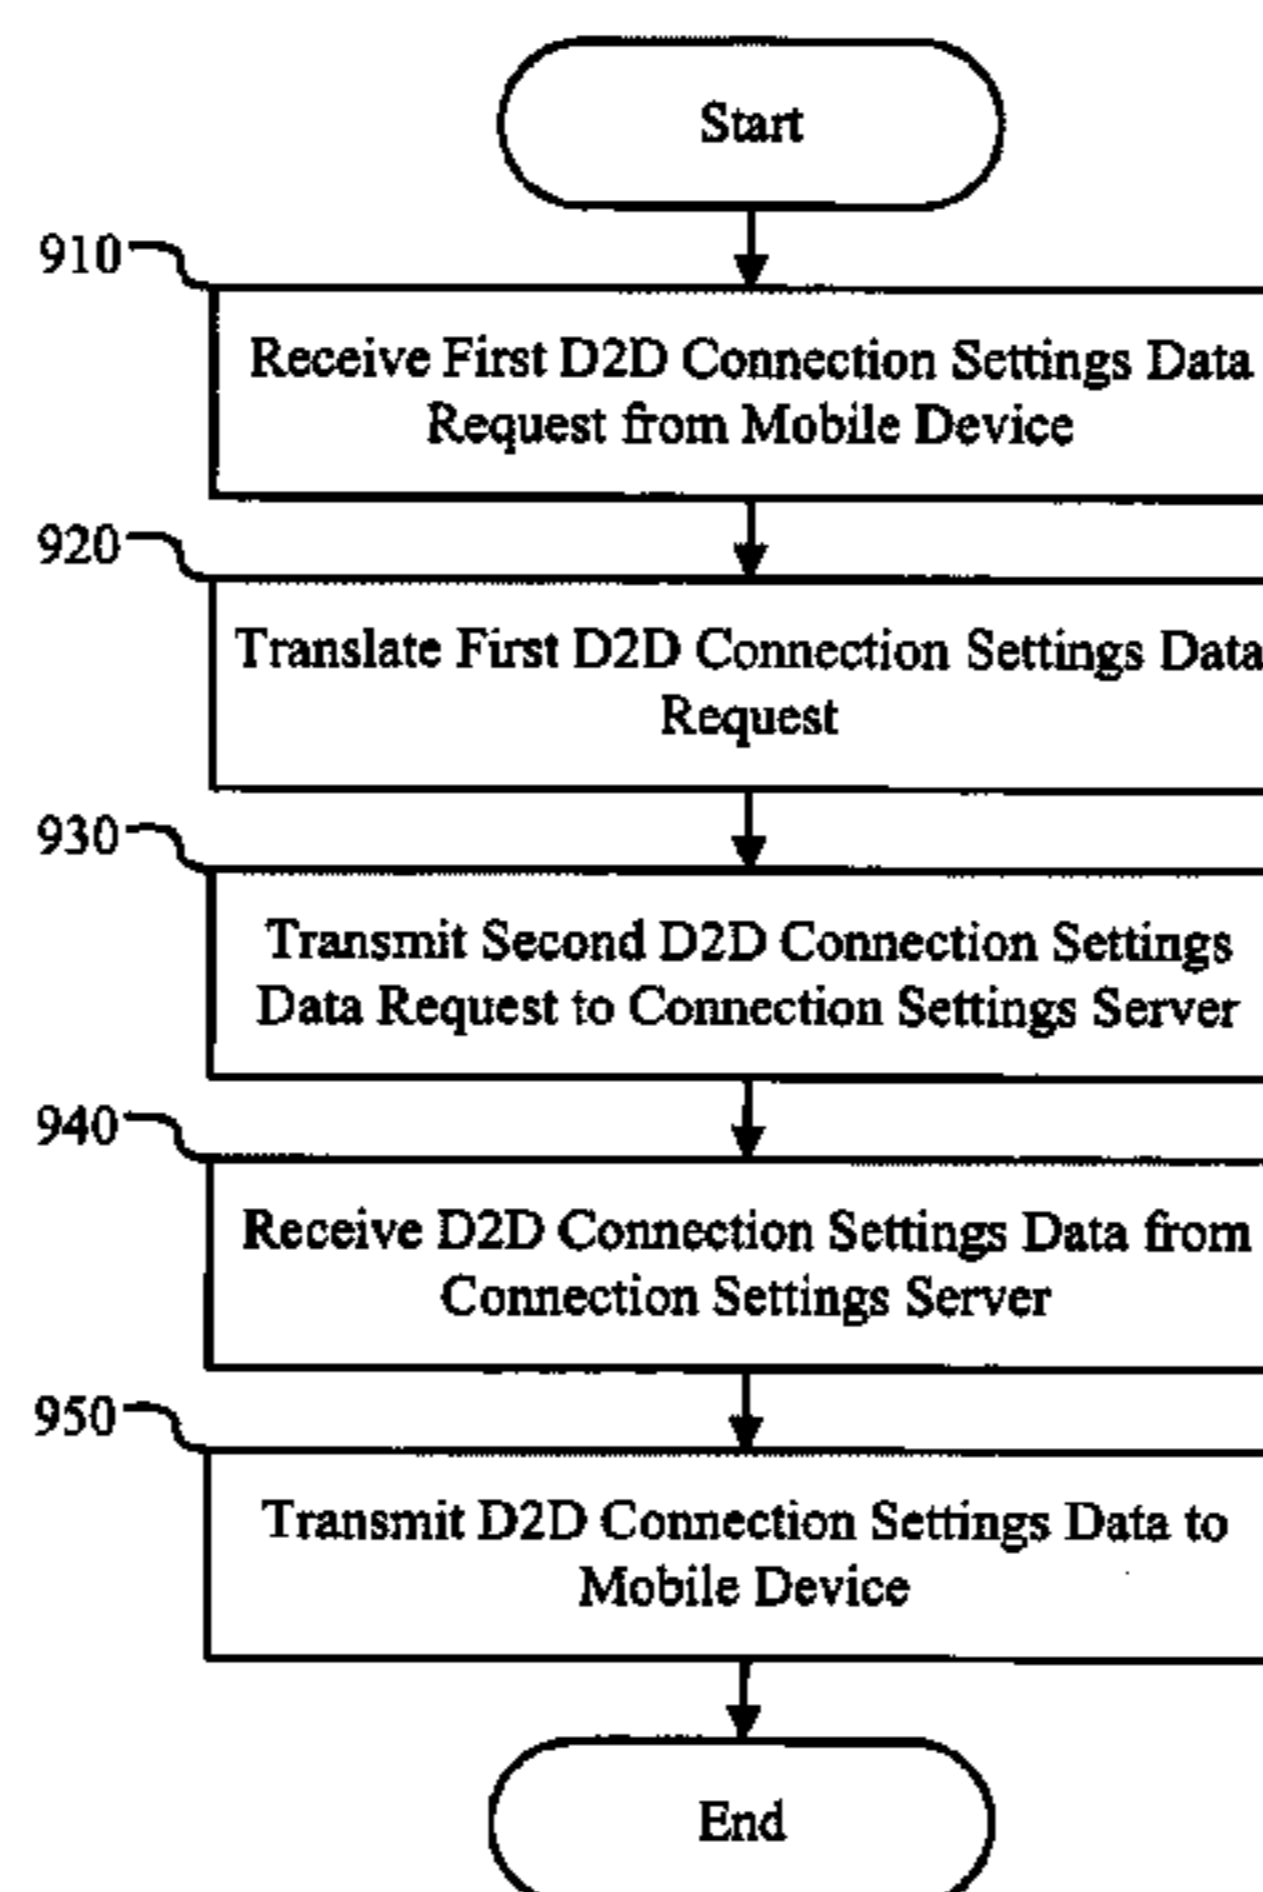 Start
910
Receive First D2D Connection Settings Data
Request from Mobile Device
920
Translate First D2D Connection Settings Data
Request
930
Transmit Second D2D Connection Settings
Data Request to Connection Settings Server
940
Receive D2D Connection Settings Data from
Connection Settings Server
950
Transmit D2D Connection Settings Data to
Mobile Device
End